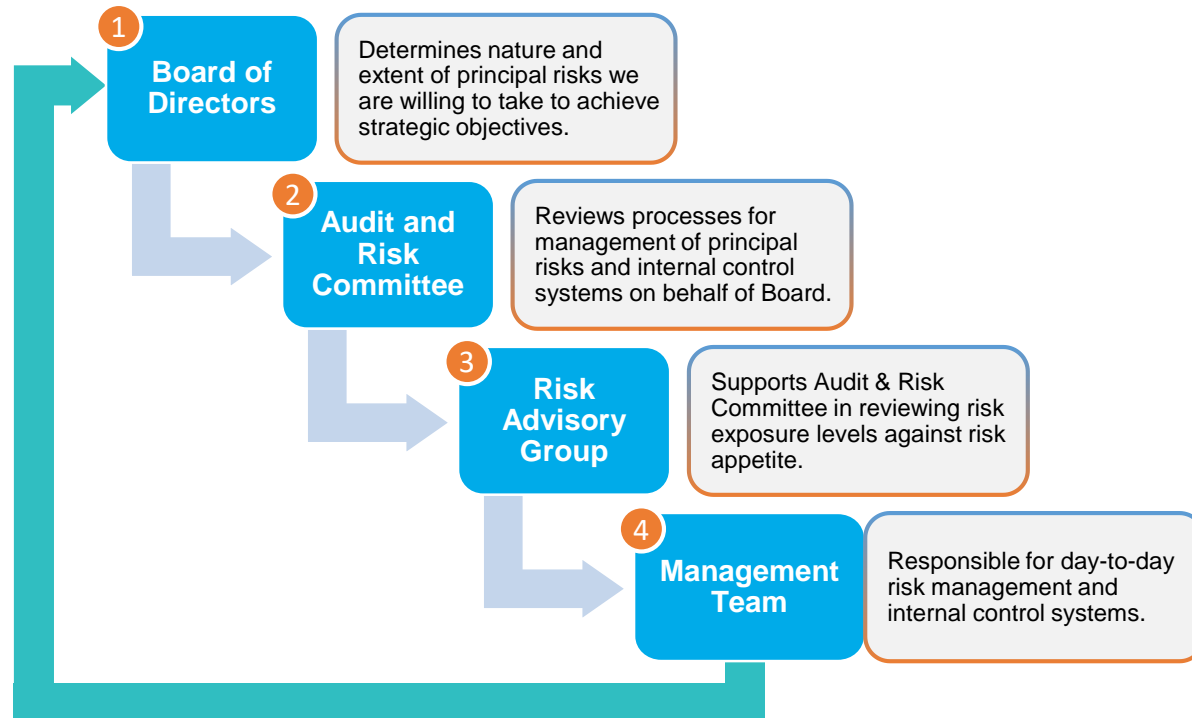 1
Board of
Directors
Determines nature and
extent of principal risks we
are willing to take to achieve
strategic objectives.
2
Audit and
Risk
Committee
Reviews processes for
management of principal
risks and internal control
systems on behalf of Board.
3
Risk
Advisory
Group
Supports Audit & Risk
Committee in reviewing risk
exposure levels against risk
appetite.
4
Management
Team
Responsible for day-to-day
risk management and
internal control systems.